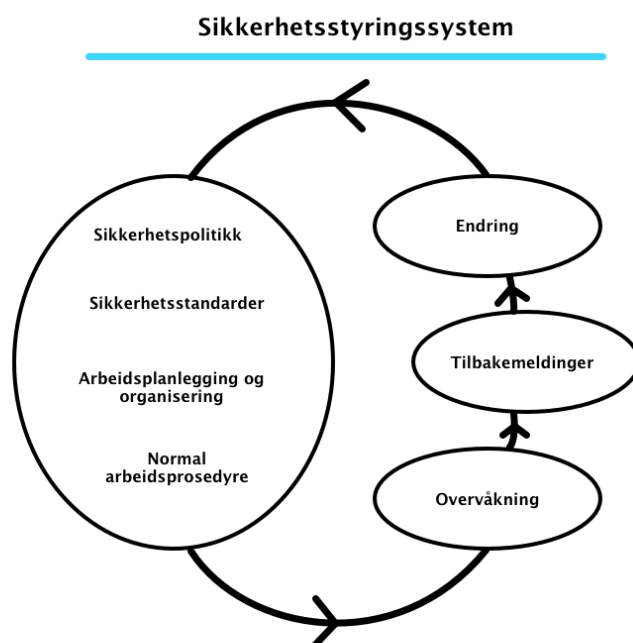 Sikkerhetsstyringssystem
Sikkerhetspolitikk
Sikkerhetsstandarder
Arbeidsplanlegging og
organisering
Normal
arbeidsprosedyre
Endring
Tilbakemeldinger
Overvåkning